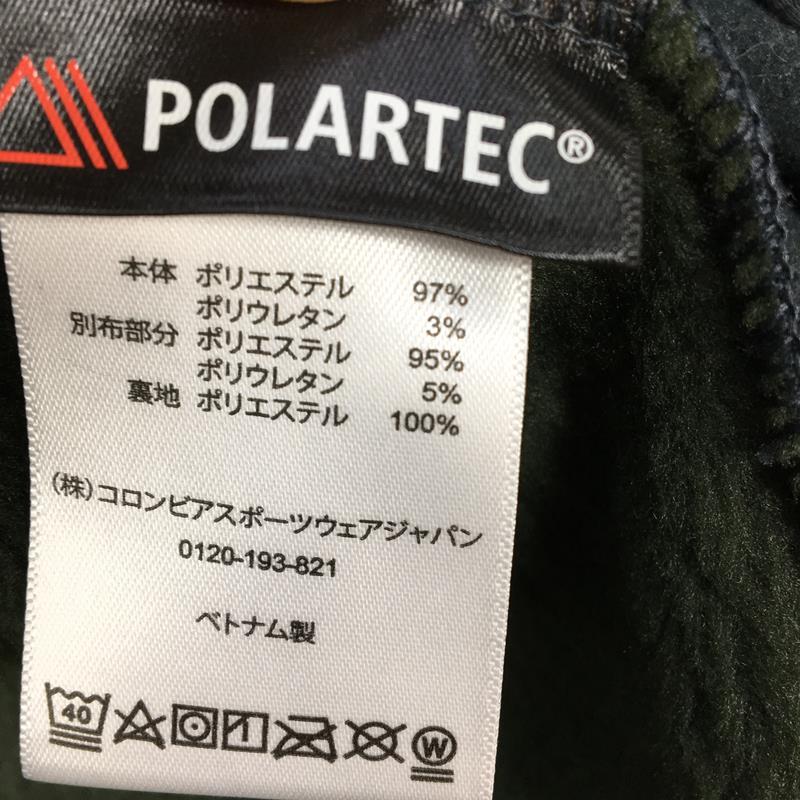 POLARTEC®
本体 ポリエステル 97%
ポリウレタン 3%
別布部分 ポリエステル 95%
ポリウレタン 5%
裏地 ポリエステル 100%
(株)コロンビアスポーツウェアジャパン
0120-193-821
ベトナム製
40 W